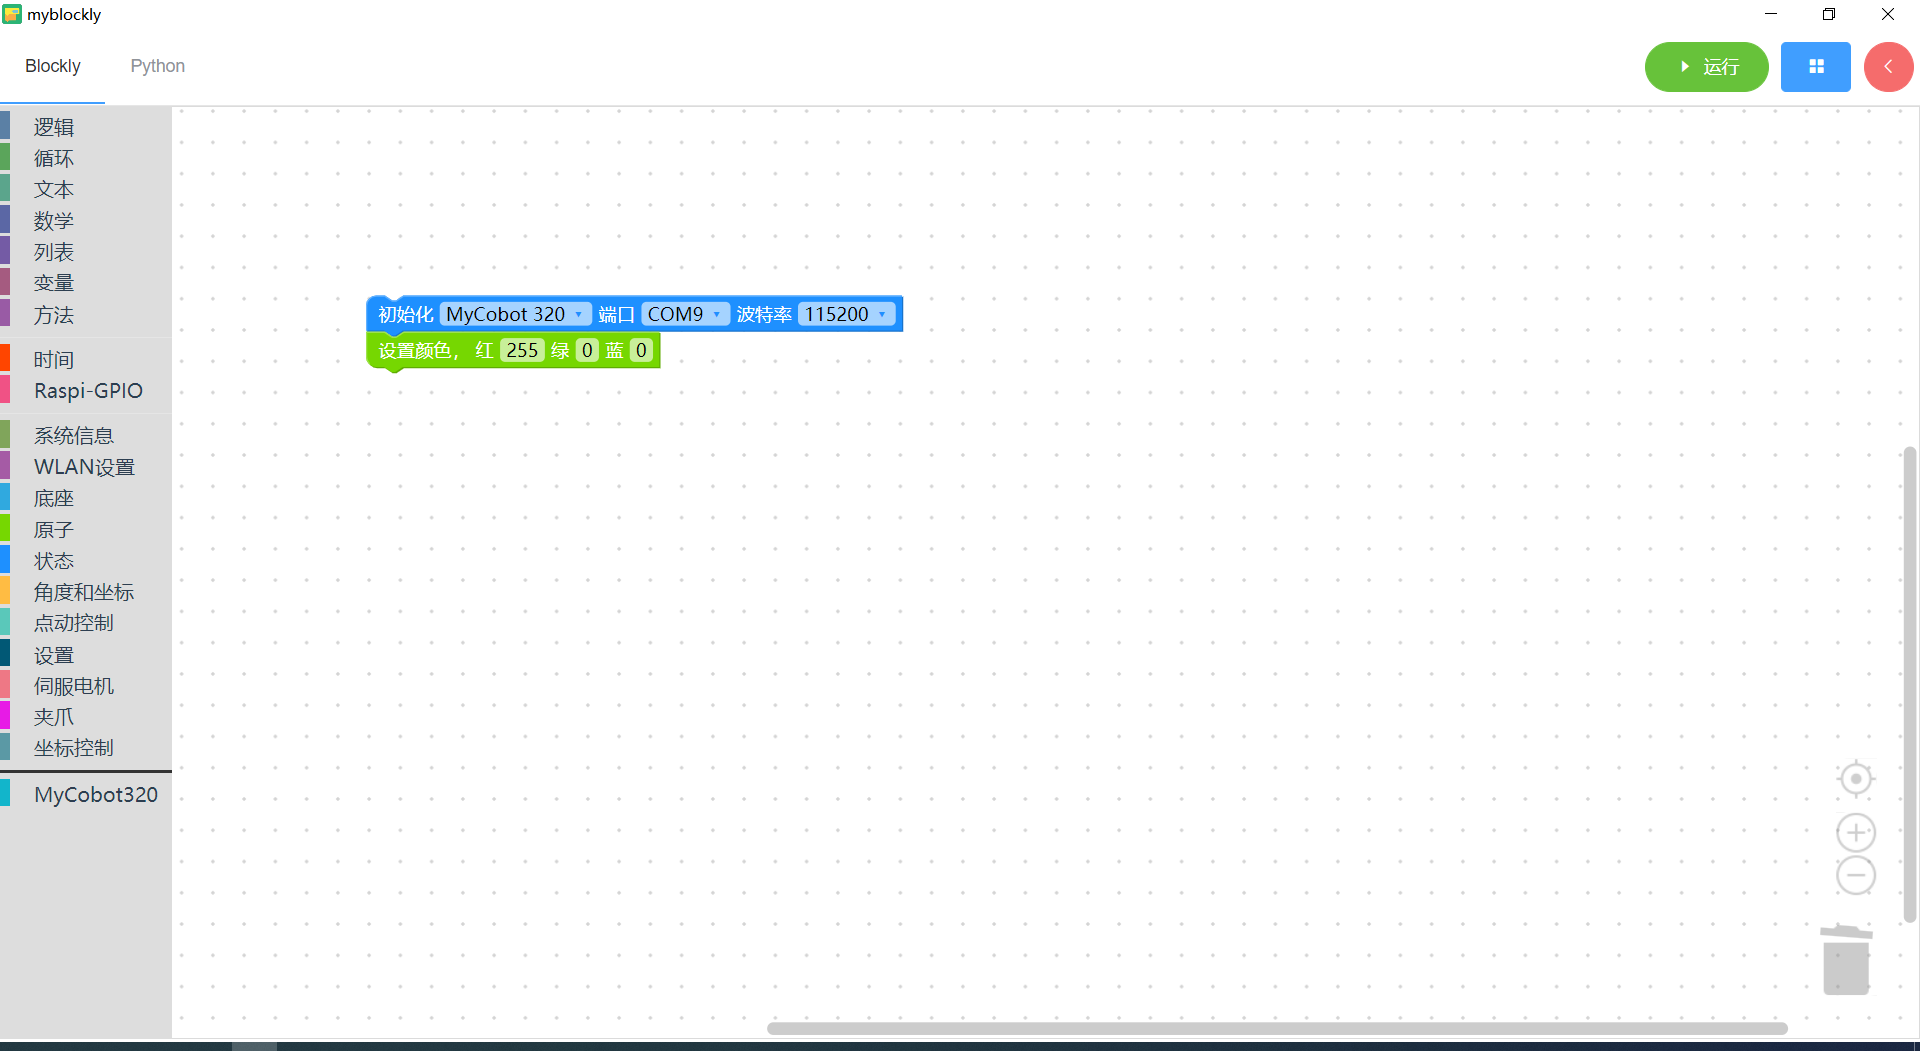 myblockly
Blockly Python 运行
逻辑
循环
文本
数学
列表
变量
方法
时间
Raspi-GPIO
系统信息
WLAN设置
底座
原子
状态
角度和坐标
点动控制
设置
伺服电机
夹爪
坐标控制
MyCobot320
初始化 MyCobot 320 端口 COM9 波特率 115200
设置颜色， 红 255 绿 0 蓝 0